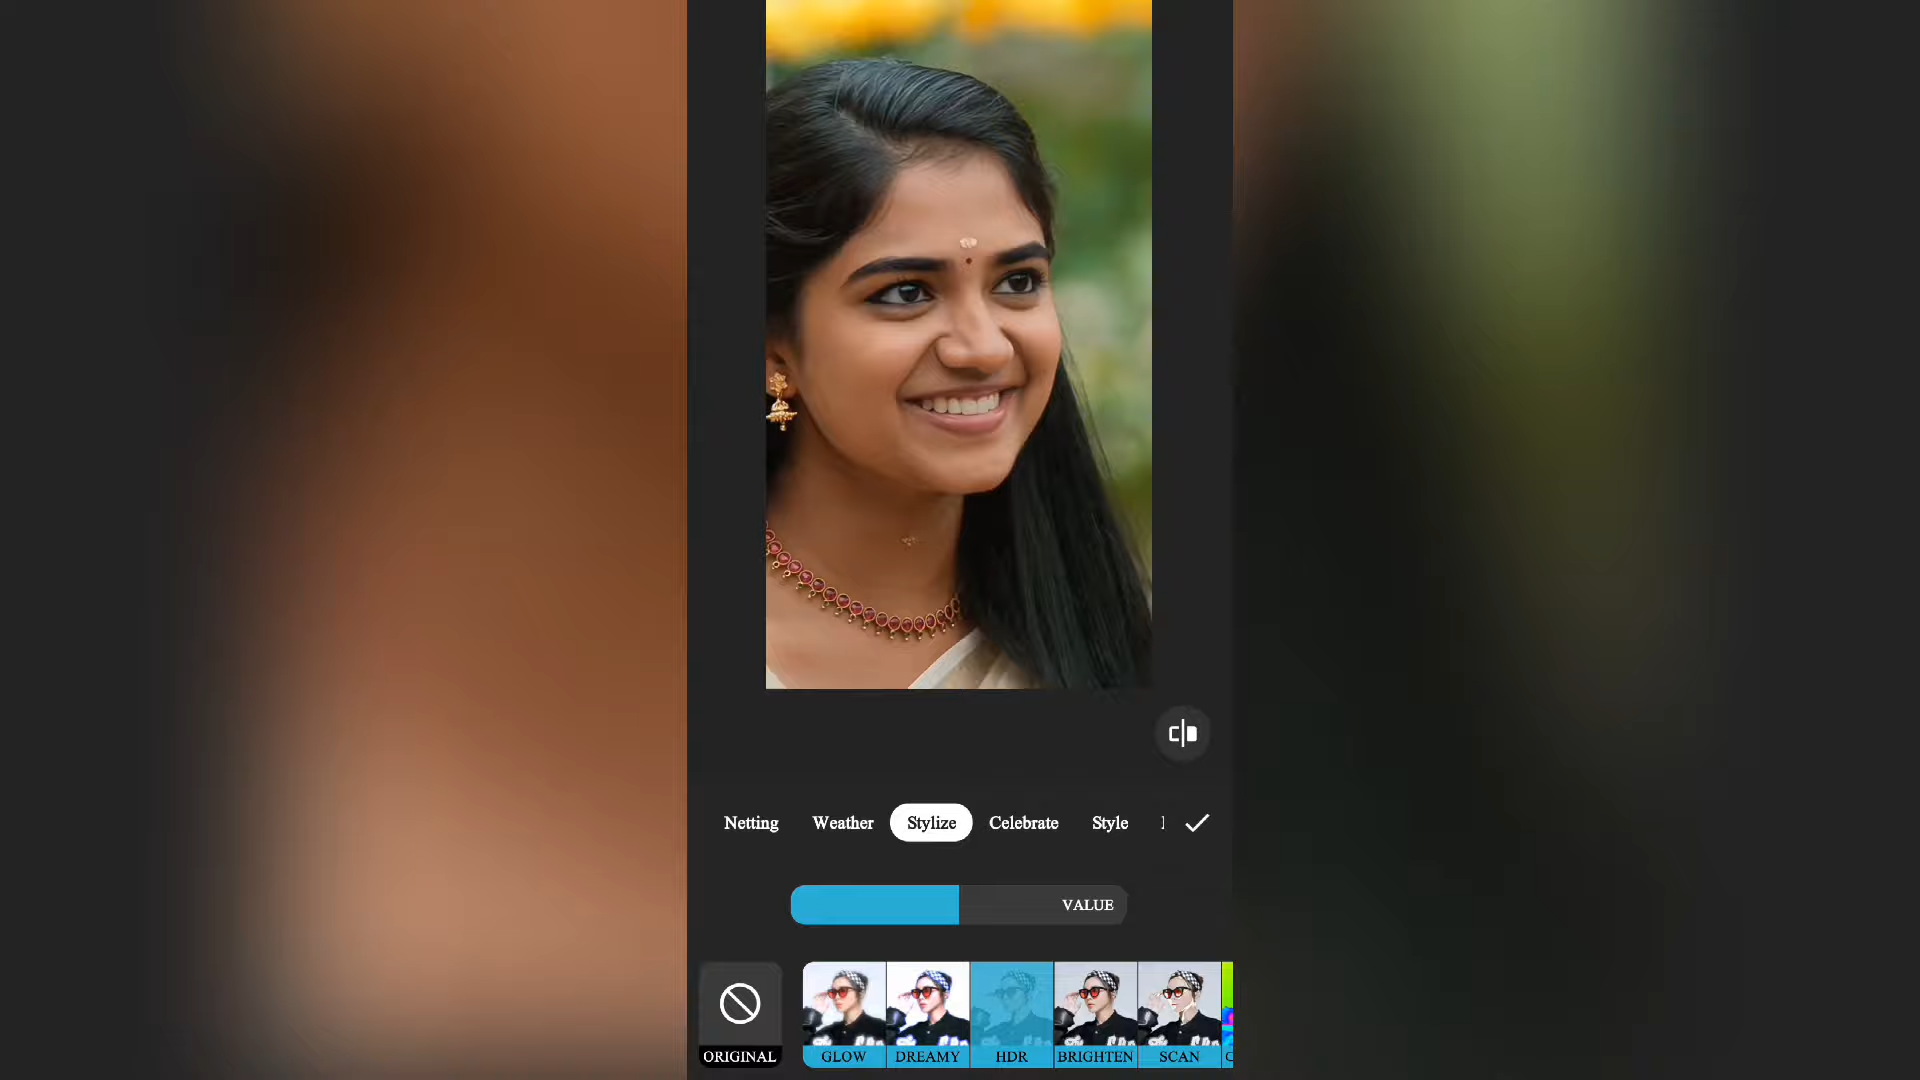 Netting Weather Stylize Celebrate Style
VALUE
ORIGINAL GLOW DREAMY HDR BRIGHTEN SCAN